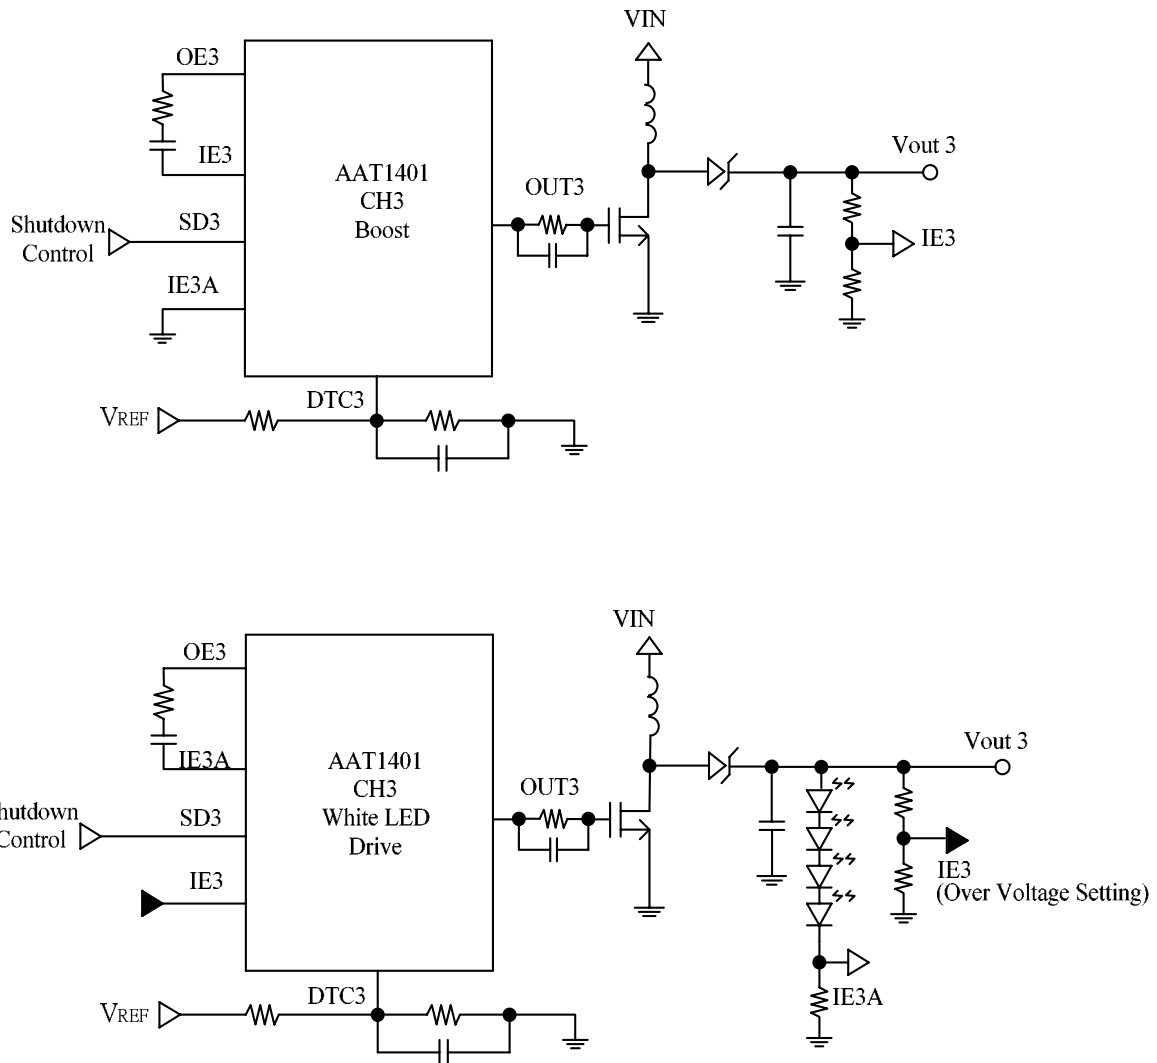 VIN
OE3
IE3
AAT1401
CH3
Boost
OUT3
Vout 3
Shutdown
Control
SD3
IE3
IE3A
DTC3
VREF
VIN
OE3
IE3A
AAT1401
CH3
White LED
Drive
OUT3
Vout 3
hutdown
Control
SD3
IE3
IE3
(Over Voltage Setting)
DTC3
VREF
IE3A